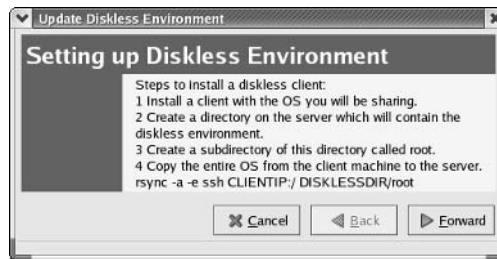 Update Diskless Environment
Setting up Diskless Environment
Steps to install a diskless client:
1 Install a client with the OS you will be sharing.
2 Create a directory on the server which will contain the
diskless environment.
3 Create a subdirectory of this directory called root.
4 Copy the entire OS from the client machine to the server.
rsync -a -e ssh CLIENTIP:/ DISKLESSDIR/root
Cancel Back Forward